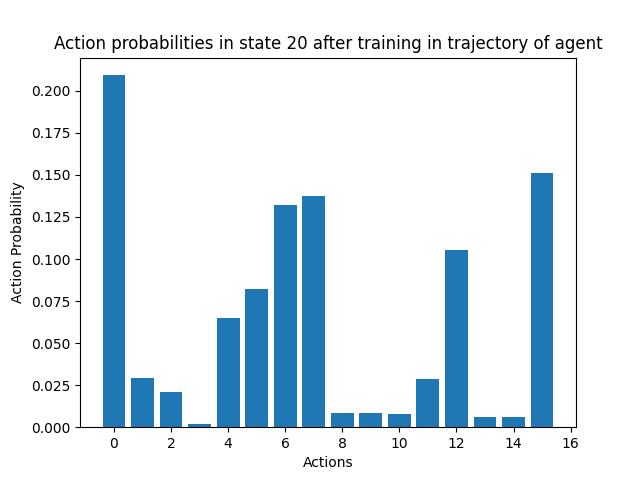 Action probabilities in state 20 after training in trajectory of agent
0.200
0.175
0.150
0.125
0.100
0.075
0.050
0.025
0.000
Action Probability
0 2 4 6 8 10 12 14 16
Actions